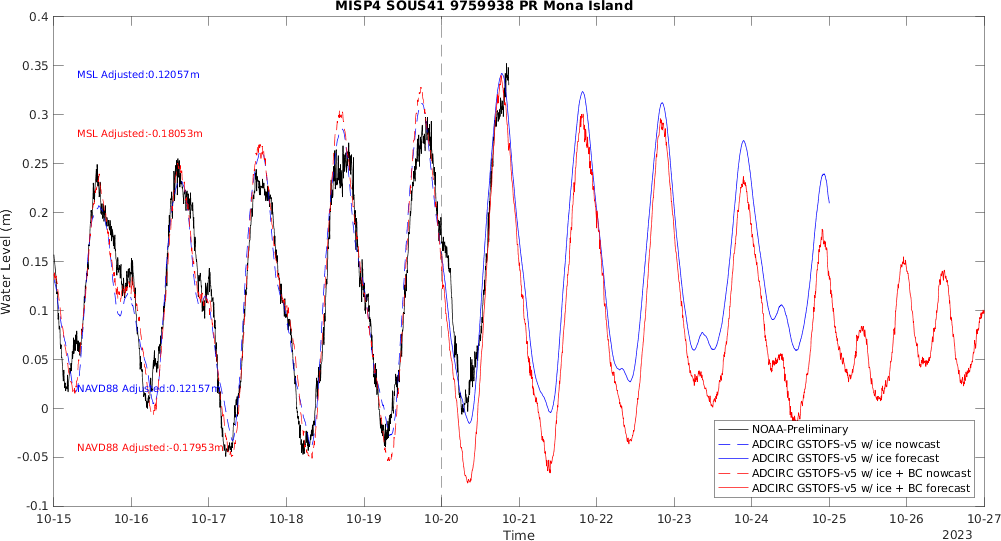 MISP4 SOUS41 9759938 PR Mona Island
0.4
0.35
0.3
0.25
0.2
0.15
0.1
0.05
0
-0.05
-0.1
Water Level (m)
MSL Adjusted:0.12057m
MSL Adjusted:-0.18053m
NAVD88 Adjusted:0.12157m
NAVD88 Adjusted:-0.17953m
NOAA-Preliminary
ADCIRC GSTOFS-v5 w/ ice nowcast
ADCIRC GSTOFS-v5 w/ ice forecast
ADCIRC GSTOFS-v5 w/ ice + BC nowcast
ADCIRC GSTOFS-v5 w/ ice + BC forecast
10-15 10-16 10-17 10-18 10-19 10-20 10-21 10-22 10-23 10-24 10-25 10-26 10-27
Time
2023